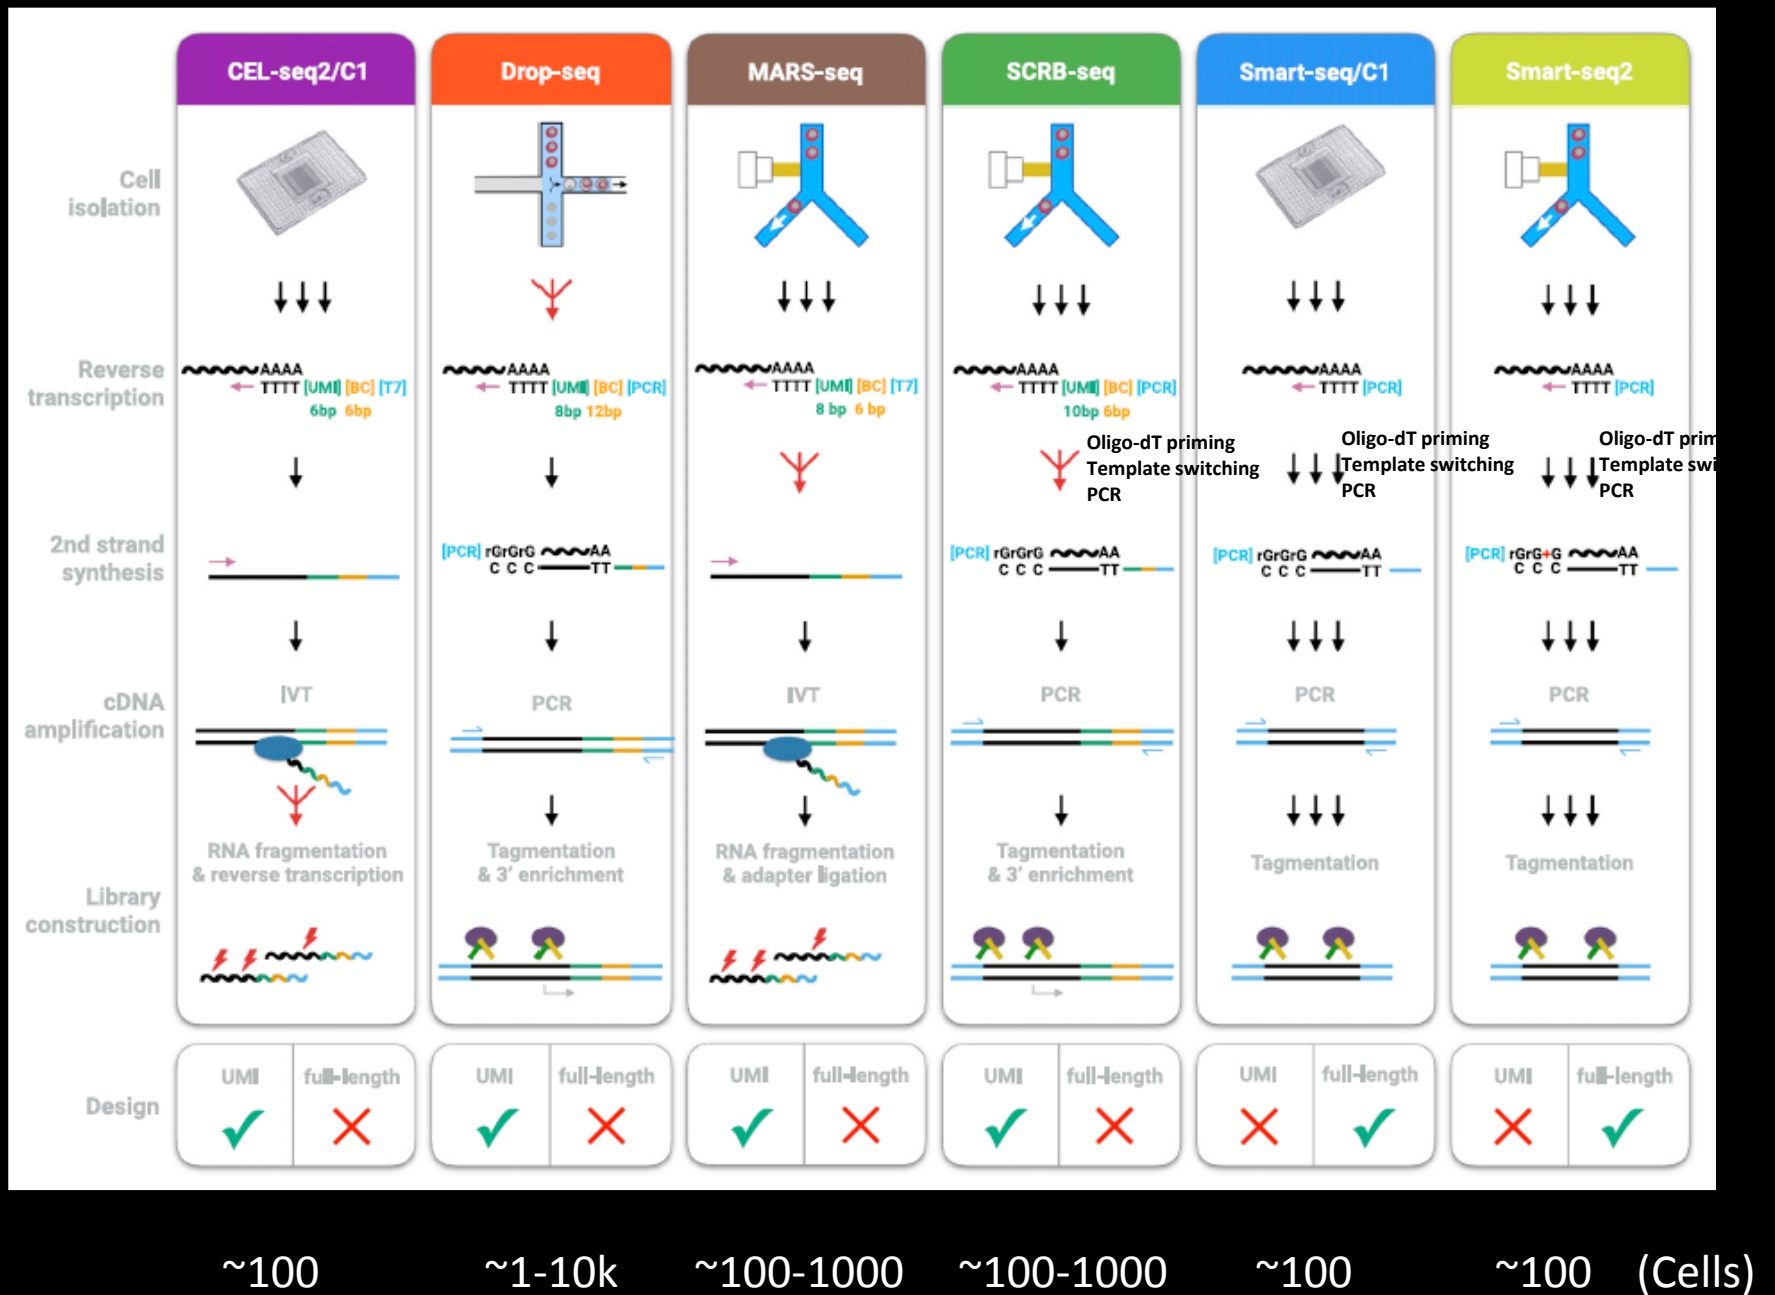 CEL-seq2/C1
Drop-seq
MARS-seq
SCRB-seq
Smart-seq/C1
Smart-seq2
Cell
isolation
Reverse
transcription
AAAA
TTTT [UMI] [BC] [T7]
6bp 6bp
AAAA
TTTT [UMI] [BC] [PCR]
8bp 12bp
AAAA
TTTT [UMI] [BC] [T7]
8 bp 6 bp
AAAA
TTTT [UMI] [BC] [PCR]
10bp 6bp
AAAA
TTTT [PCR]
AAAA
TTTT [PCR]
Oligo-dT priming
Template switching
PCR
Oligo-dT priming
Template switching
PCR
Oligo-dT prim
Template swi
PCR
2nd strand
synthesis
[PCR] rGrGrG AA
C C C TT
[PCR] rGrGrG AA
C C C TT
[PCR] rGrGrG AA
C C C TT
[PCR] rGrG+G AA
C C C TT
cDNA
amplification
IVT
PCR
IVT
PCR
PCR
PCR
Library
construction
RNA fragmentation
& reverse transcription
Tagmentation
& 3' enrichment
RNA fragmentation
& adapter ligation
Tagmentation
& 3' enrichment
Tagmentation
Tagmentation
Design
UMI full-length
UMI full-length
UMI full-length
UMI full-length
UMI full-length
UMI full-length
~100 ~1-10k ~100-1000 ~100-1000 ~100 ~100 (Cells)